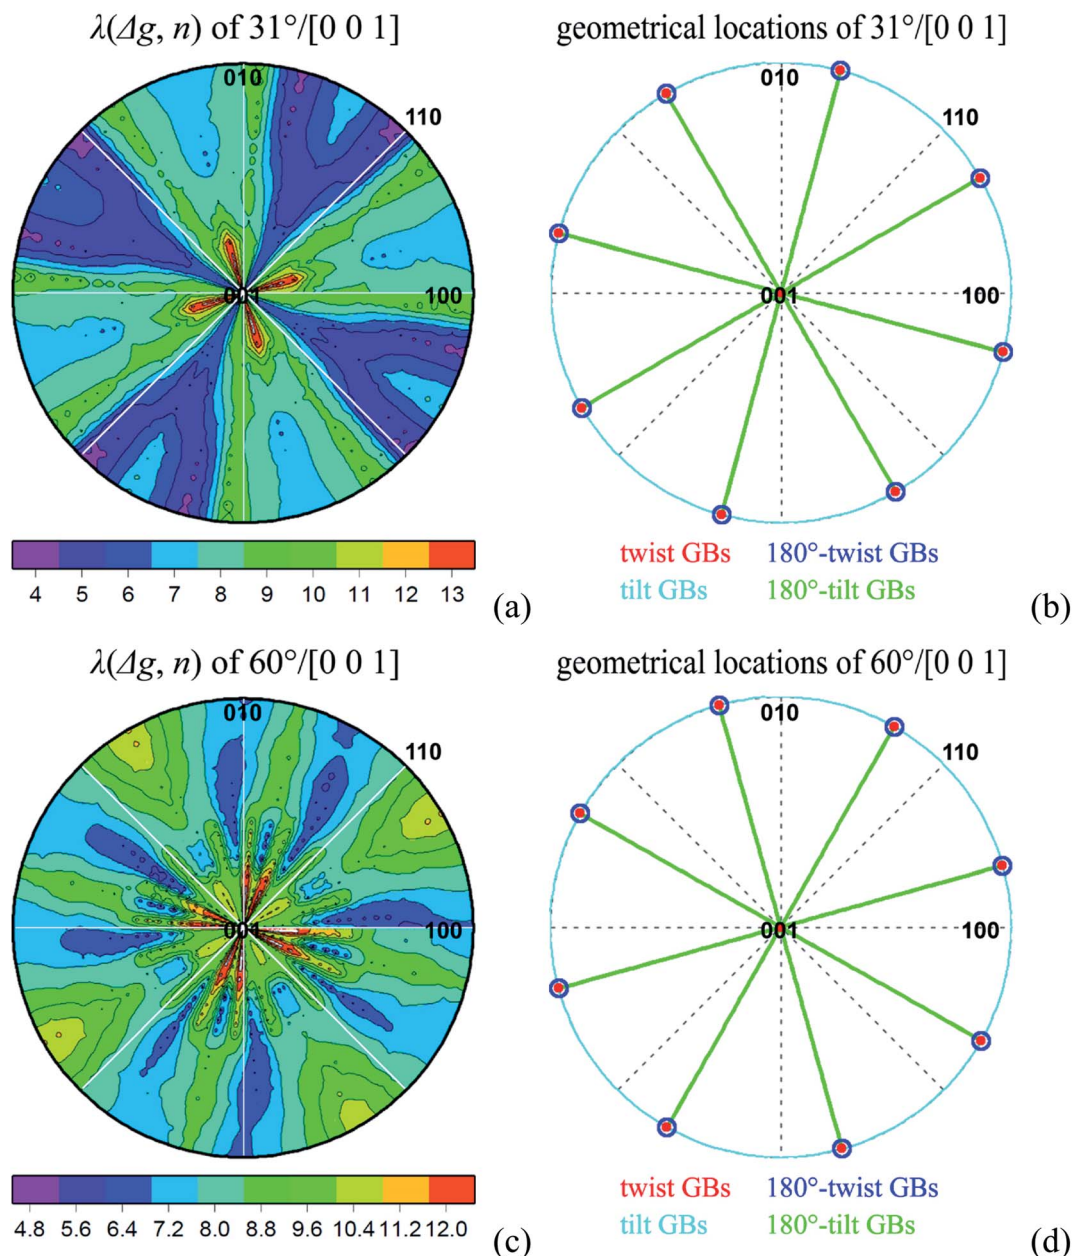 λ(Δg, n) of 31°/[0 0 1]
010
110
001
100
4 5 6 7 8 9 10 11 12 13
(a)
geometrical locations of 31°/[0 0 1]
010
110
001
100
twist GBs 180°-twist GBs
tilt GBs 180°-tilt GBs
(b)
λ(Δg, n) of 60°/[0 0 1]
010
110
001
100
4.8 5.6 6.4 7.2 8.0 8.8 9.6 10.4 11.2 12.0
(c)
geometrical locations of 60°/[0 0 1]
010
110
001
100
twist GBs 180°-twist GBs
tilt GBs 180°-tilt GBs
(d)